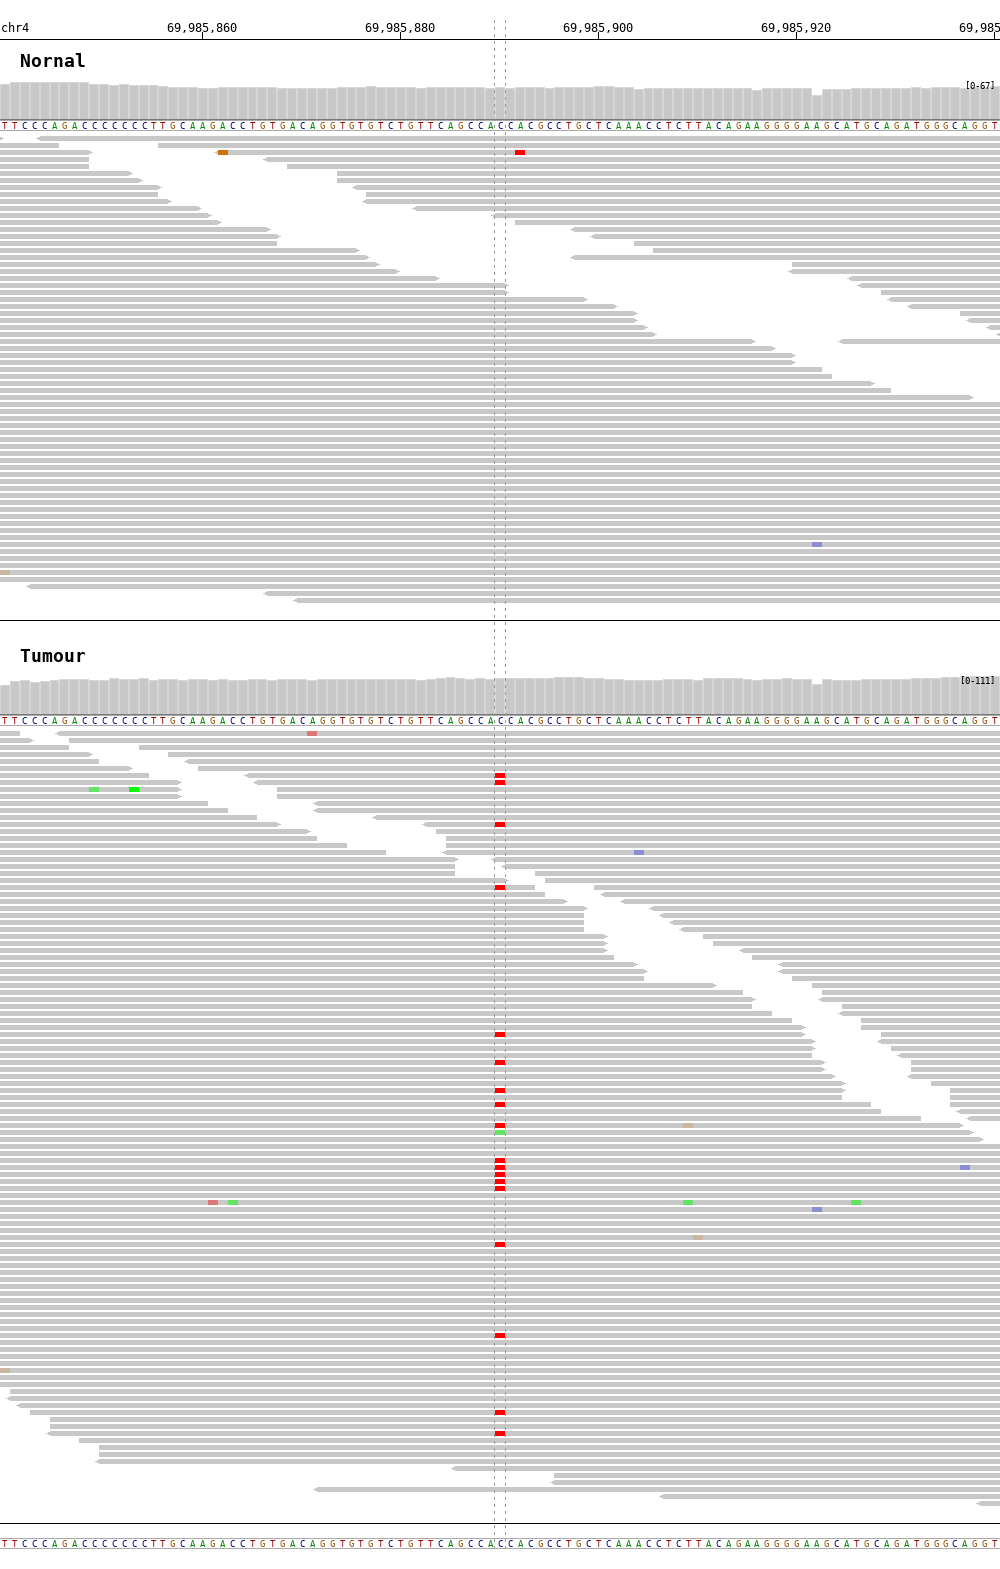 chr4 69,985,860 69,985,880 69,985,900 69,985,920 69,985
Nornal
[0-67]
TTCCCAGACCCCCCCTTGCAAGACCTGTGACAGGTGTGTCTGTTCAGCCACCACGCCTGCTCAAACCTCTTACAGAAGGGGAAGCATGCAGATGGGCAGGT
Tumour
[0-111]
TTCCCAGACCCCCCCTTGCAAGACCTGTGACAGGTGTGTCTGTTCAGCCACCACGCCTGCTCAAACCTCTTACAGAAGGGGAAGCATGCAGATGGGCAGGT
TTCCCAGACCCCCCCTTGCAAGACCTGTGACAGGTGTGTCTGTTCAGCCACCACGCCTGCTCAAACCTCTTACAGAAGGGGAAGCATGCAGATGGGCAGGT